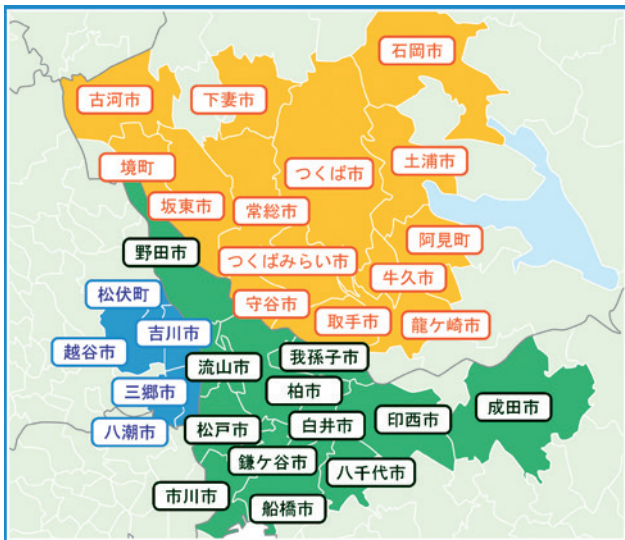 石岡市
古河市
下妻市
境町
つくば市
土浦市
坂東市
常総市
阿見町
野田市
つくばみらい市
牛久市
松伏町
守谷市
取手市
龍ケ崎市
吉川市
越谷市
流山市
我孫子市
三郷市
柏市
成田市
八潮市
松戸市
白井市
印西市
鎌ケ谷市
八千代市
市川市
船橋市